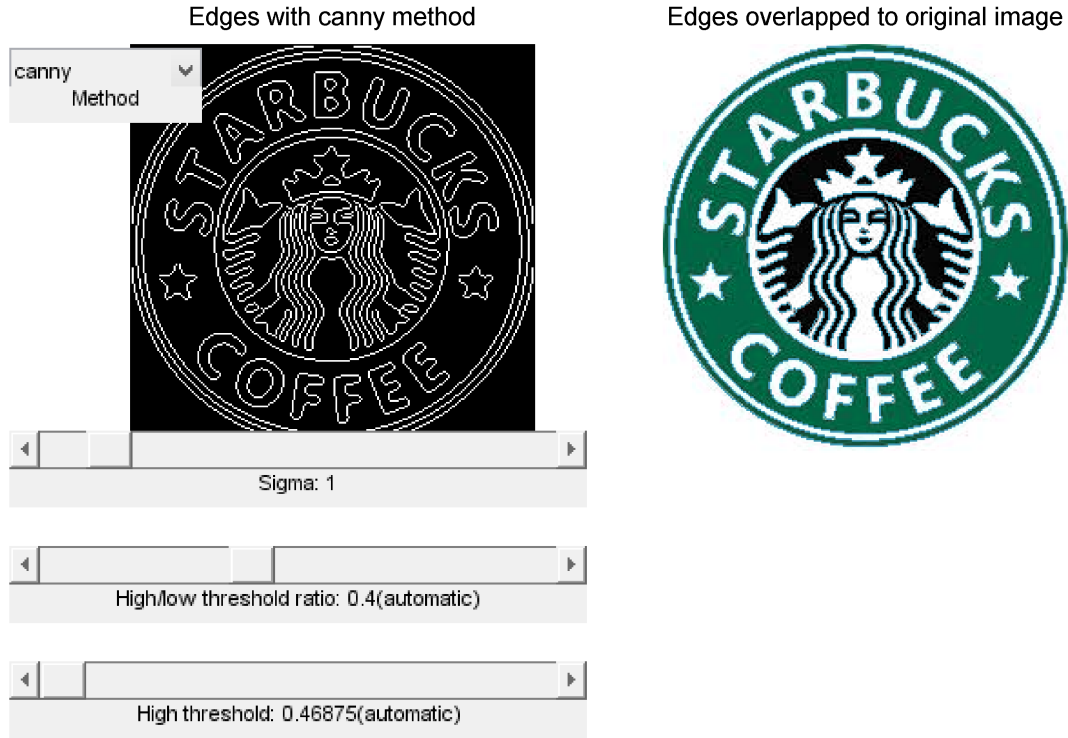 Edges with canny method
Edges overlapped to original image
canny
Method
STARBUCKS
COFFEE
STARBUCKS
COFFEE
Sigma: 1
High/low threshold ratio: 0.4(automatic)
High threshold: 0.46875(automatic)